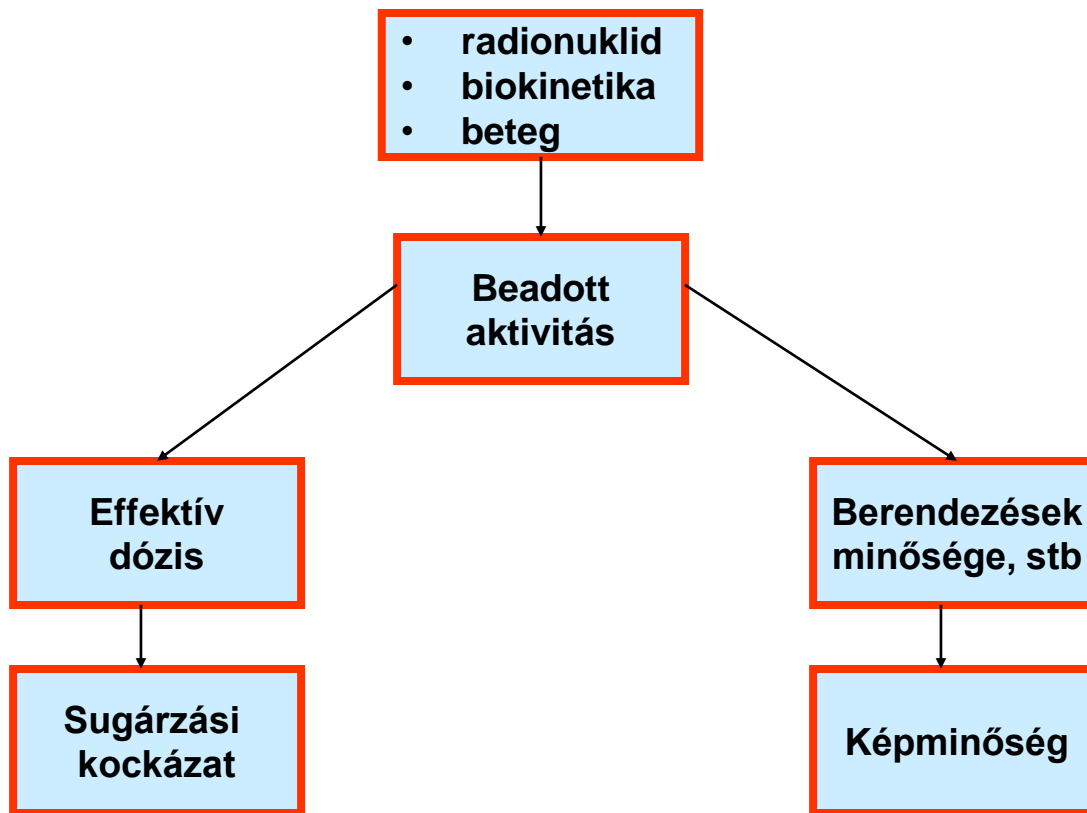 • radionuklid
• biokinetika
• beteg
Beadott
aktivitás
Effektív
dózis
Berendezések
minősége, stb
Sugárzási
kockázat
Képminőség